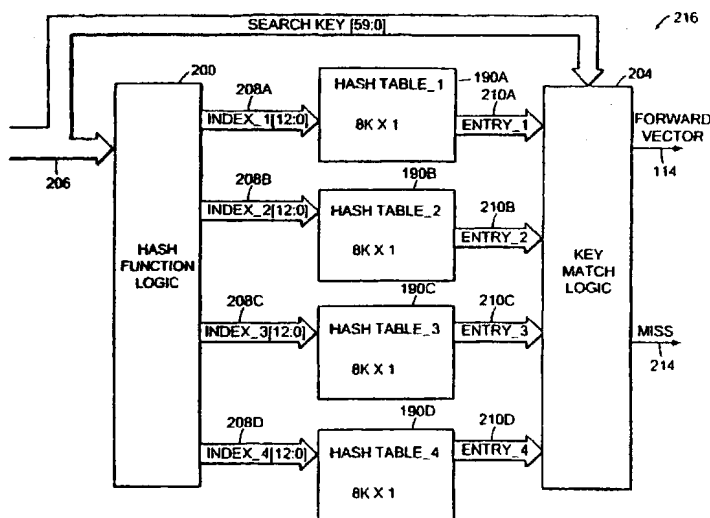 SEARCH KEY [59:0]
216
200
208A
INDEX_1[12:0]
HASH TABLE_1
8K X 1
190A
210A
ENTRY_1
204
FORWARD
VECTOR
114
206
208B
INDEX_2[12:0]
190B
HASH TABLE_2
8K X 1
210B
ENTRY_2
HASH
FUNCTION
LOGIC
KEY
MATCH
LOGIC
208C
INDEX_3[12:0]
190C
HASH TABLE_3
8K X 1
210C
ENTRY_3
MISS
214
208D
INDEX_4[12:0]
190D
HASH TABLE_4
8K X 1
210D
ENTRY_4